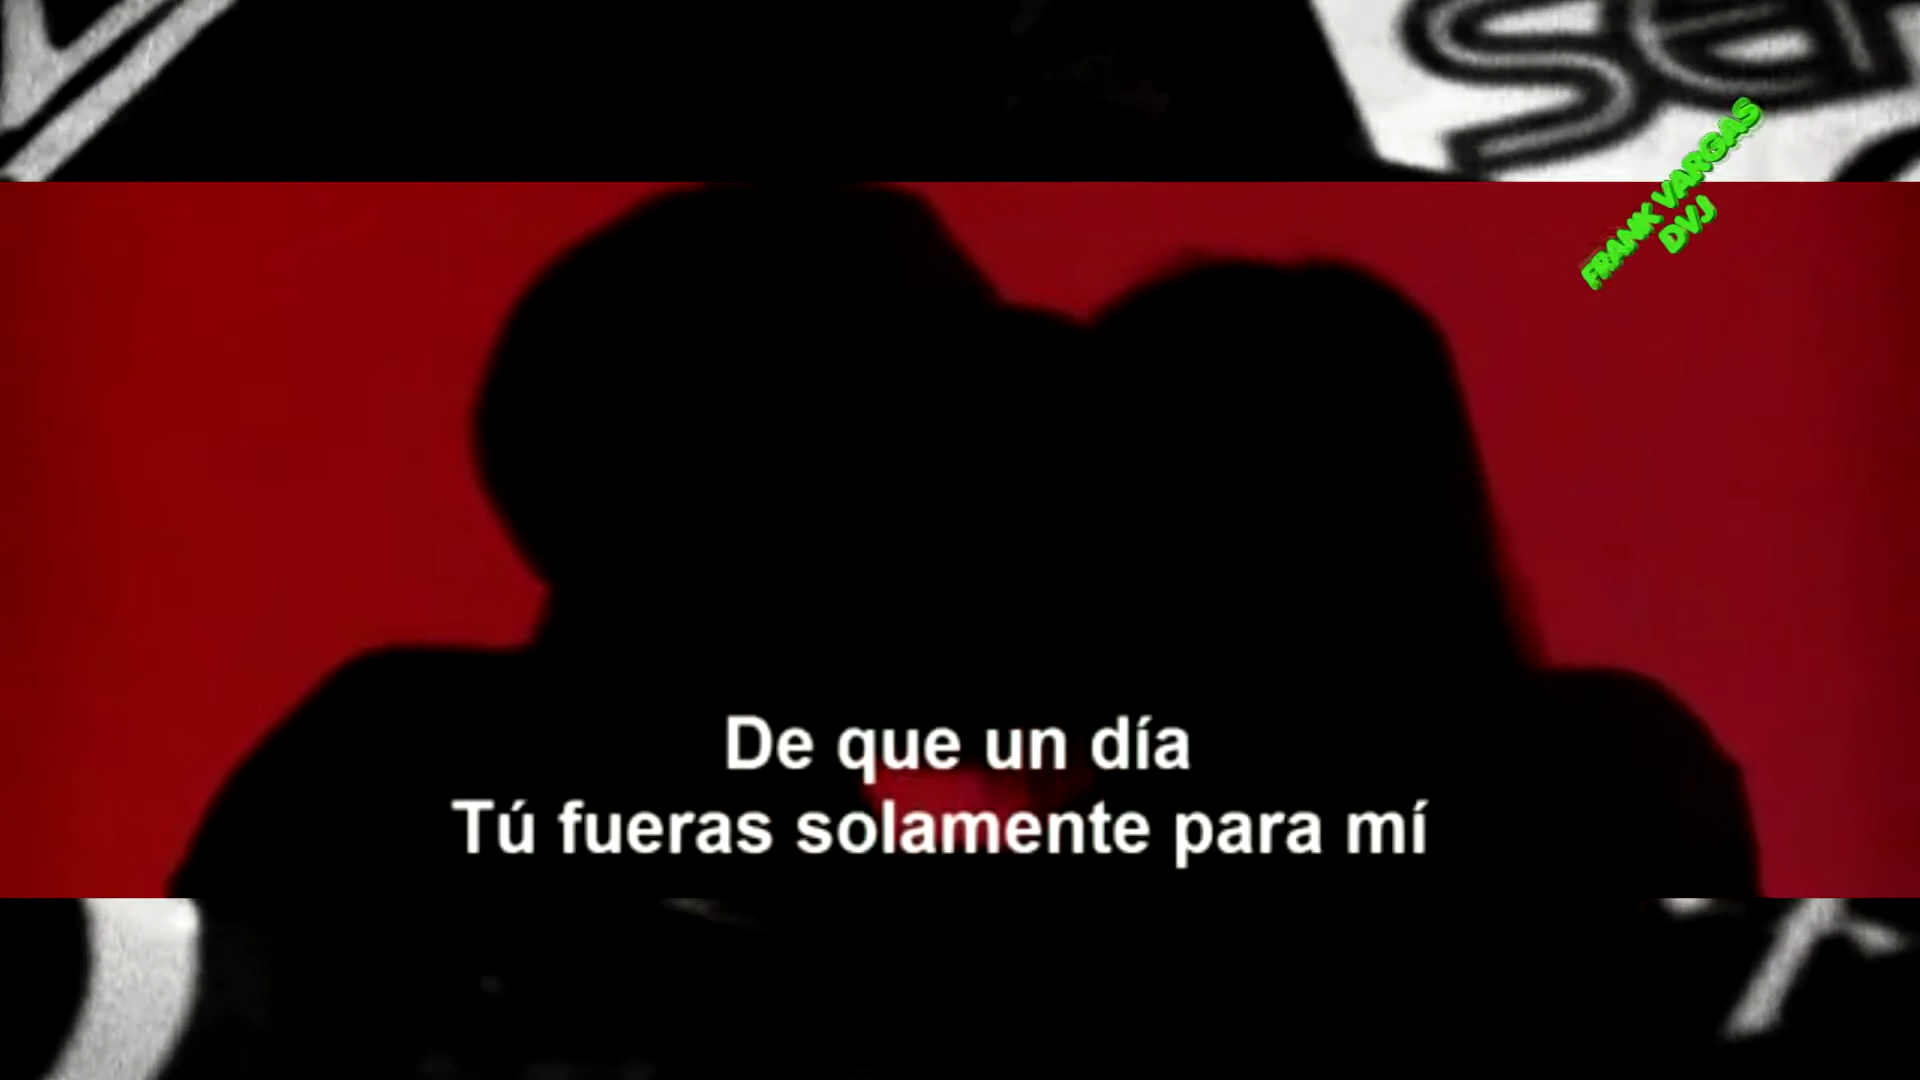 FRANK VARGAS
DVJ
De que un día
Tú fueras solamente para mí